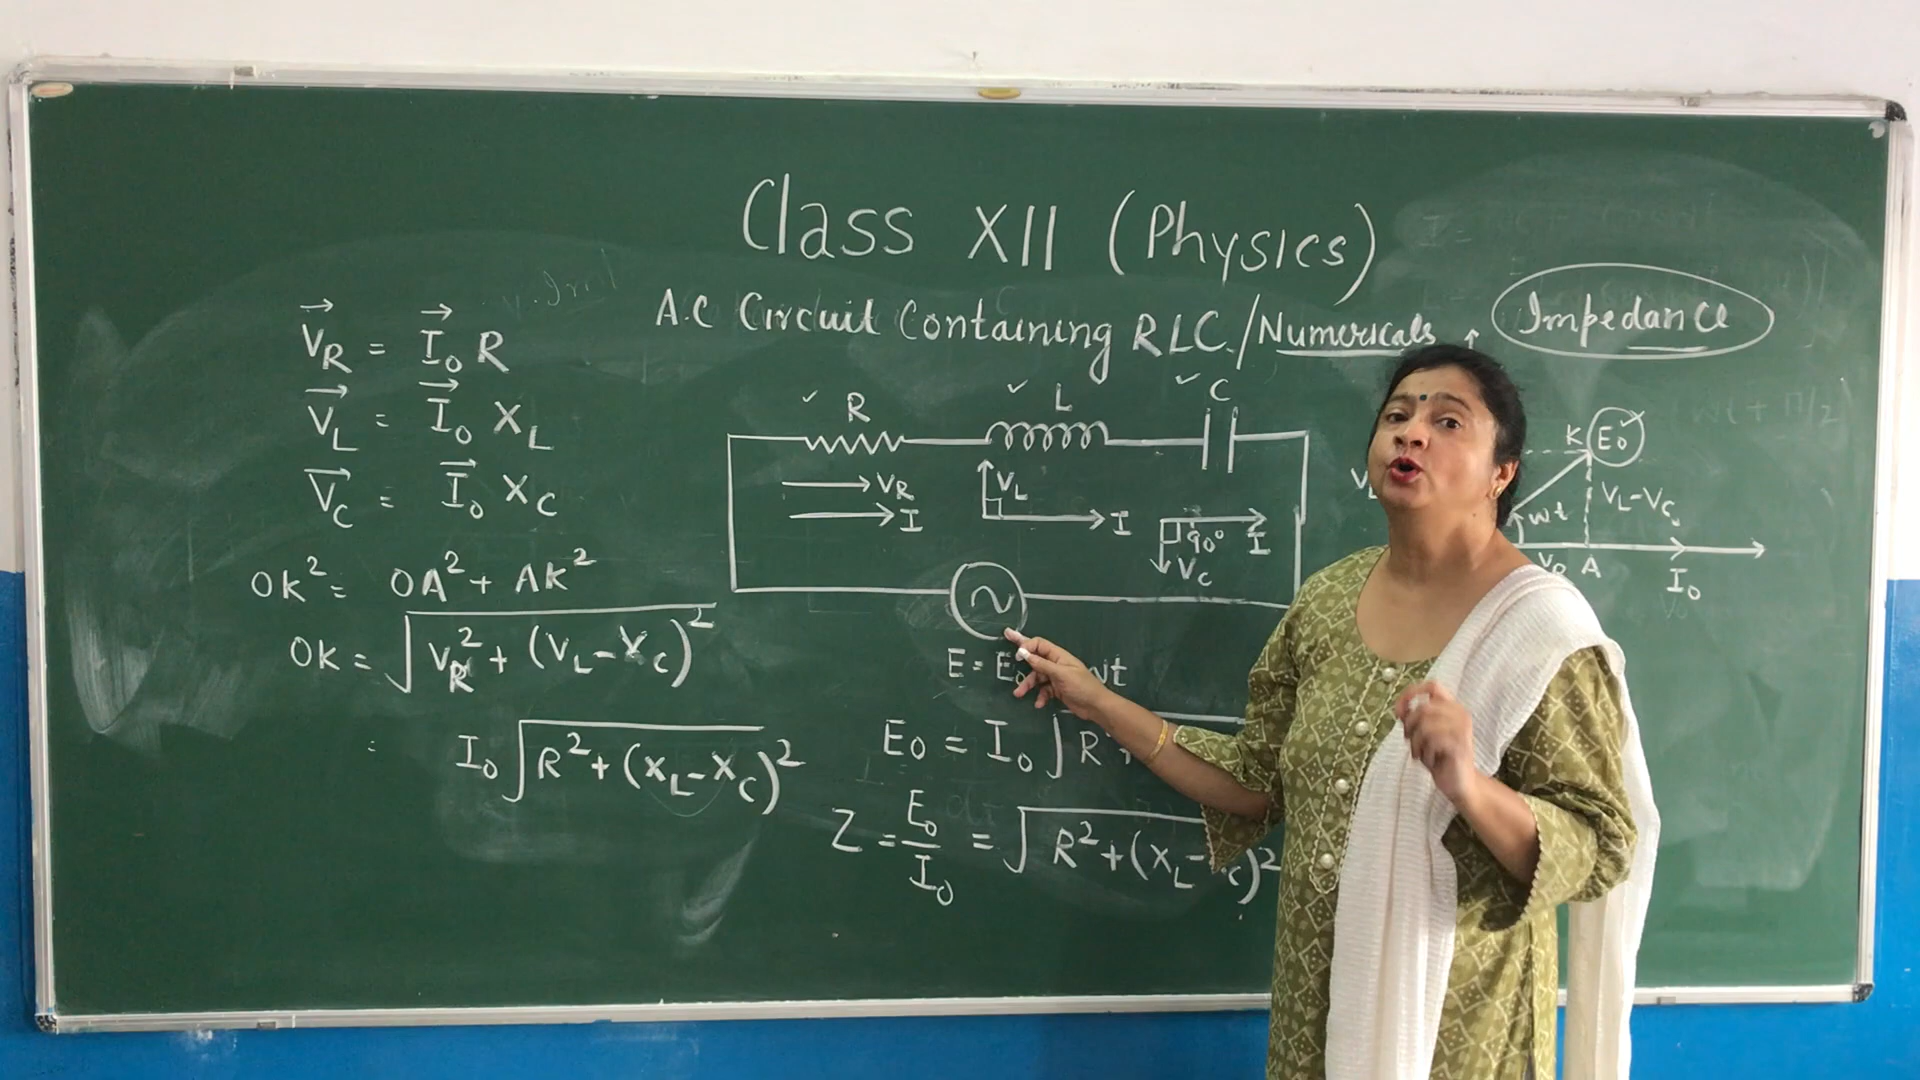 Class XII (Physics)
A.C Circuit Containing RLC./Numericals
Impedance
V⃗R = I⃗₀ R
V⃗L = I⃗₀ XL
V⃗C = I⃗₀ XC
OK² = OA² + AK²
OK = √VR² + (VL-VC)²
= I₀ √R² + (XL-XC)²
R
L
C
VR
I
VL
I
90°
I
VC
~
E = E₀ wt
E₀ = I₀ √R
Z = E₀/I₀ = √R² + (XL- C)²
K E₀
VL-VC
wt
A
I₀